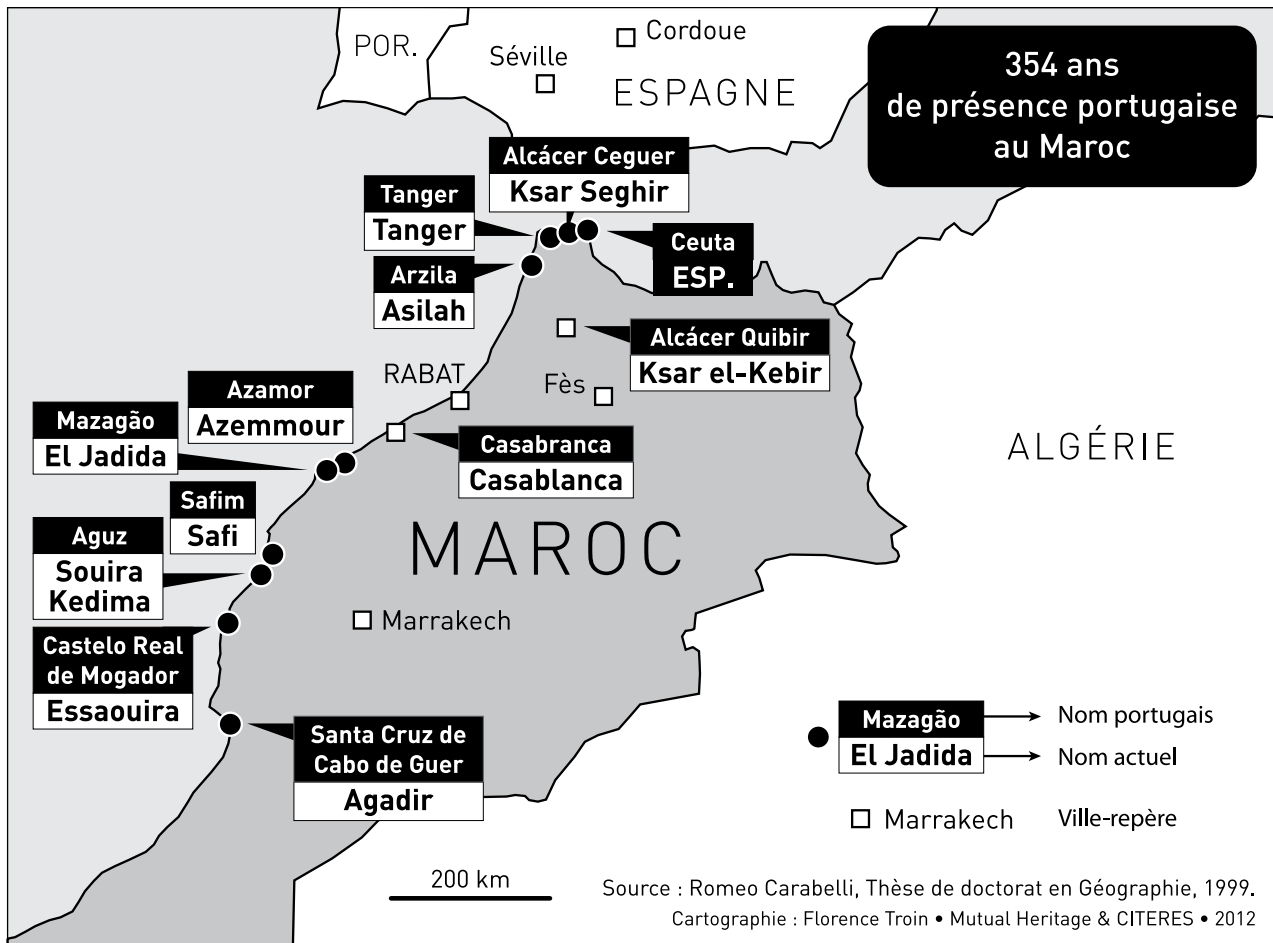 POR.
Cordoue
Séville
ESPAGNE
354 ans
de présence portugaise
au Maroc
Alcácer Ceguer
Ksar Seghir
Tanger
Tanger
Ceuta
ESP.
Arzila
Asilah
Alcácer Quibir
Ksar el-Kebir
RABAT
Fès
Azamor
Azemmour
Mazagão
El Jadida
Casabranca
Casablanca
ALGÉRIE
Safim
Safi
MAROC
Aguz
Souira
Kedima
Marrakech
Castelo Real
de Mogador
Essaouira
Santa Cruz de
Cabo de Guer
Agadir
Mazagão
Nom portugais
El Jadida
Nom actuel
Marrakech
Ville-repère
200 km
Source : Romeo Carabelli, Thèse de doctorat en Géographie, 1999.
Cartographie : Florence Troin • Mutual Heritage & CITERES • 2012